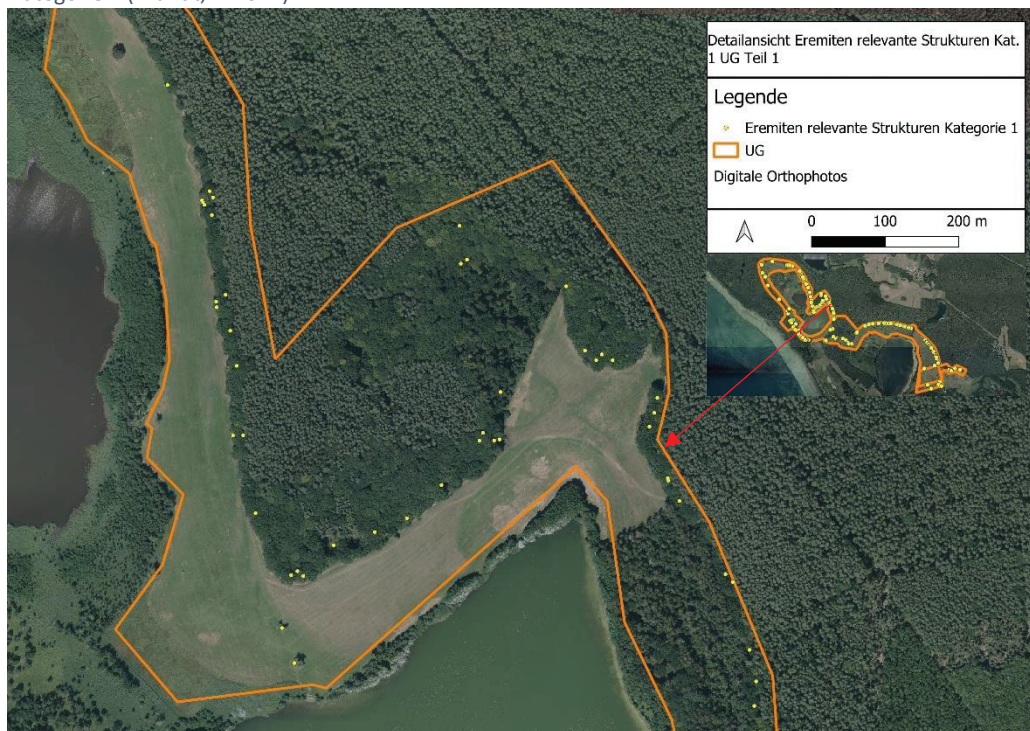 Detailansicht Eremiten relevante Strukturen Kat.
1 UG Teil 1
Legende
Eremiten relevante Strukturen Kategorie 1
UG
Digitale Orthophotos
0 100 200 m